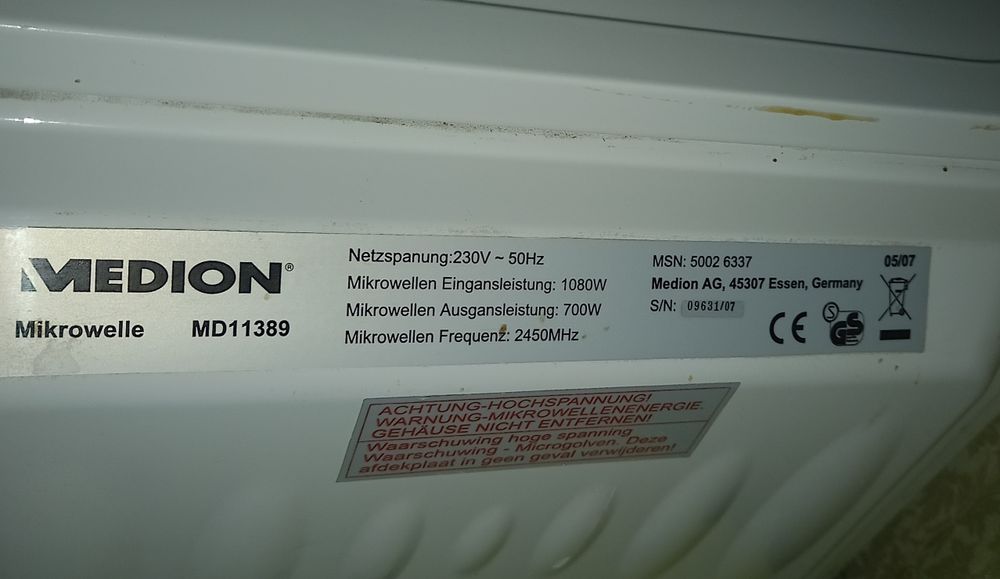 MEDION®
Mikrowelle MD11389
Netzspanung:230V ~ 50Hz
Mikrowellen Eingansleistung: 1080W
Mikrowellen Ausgansleistung: 700W
Mikrowellen Frequenz: 2450MHz
MSN: 5002 6337
Medion AG, 45307 Essen, Germany
S/N: 09631/07
05/07
CE
S
GS
ACHTUNG-HOCHSPANNUNG!
WARNUNG-MIKROWELLENENERGIE.
GEHÄUSE NICHT ENTFERNEN!
Waarschuwing hoge spanning
Waarschuwing - Microgolven. Deze
afdekplaat in geen geval verwijderen!